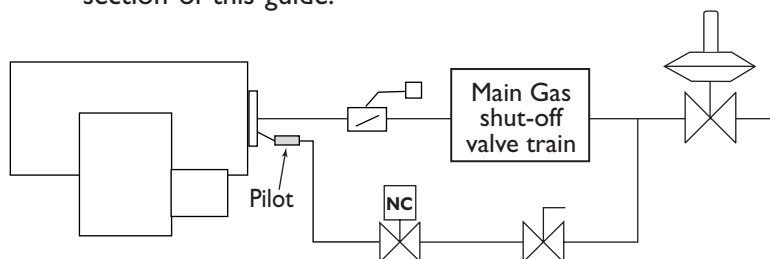 section of this guide.
Main Gas
shut-off
valve train
Pilot
NC